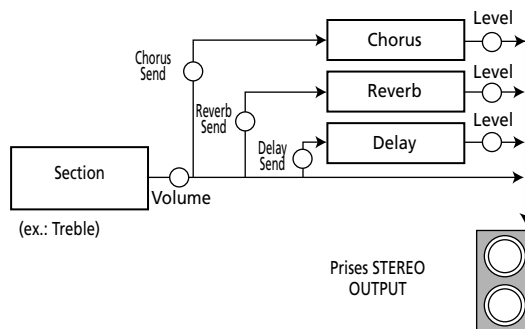 Level
Chorus
Chorus
Send
Level
Reverb
Reverb
Send
Level
Delay
Delay
Send
Section
Volume
(ex.: Treble)
Prises STEREO
OUTPUT